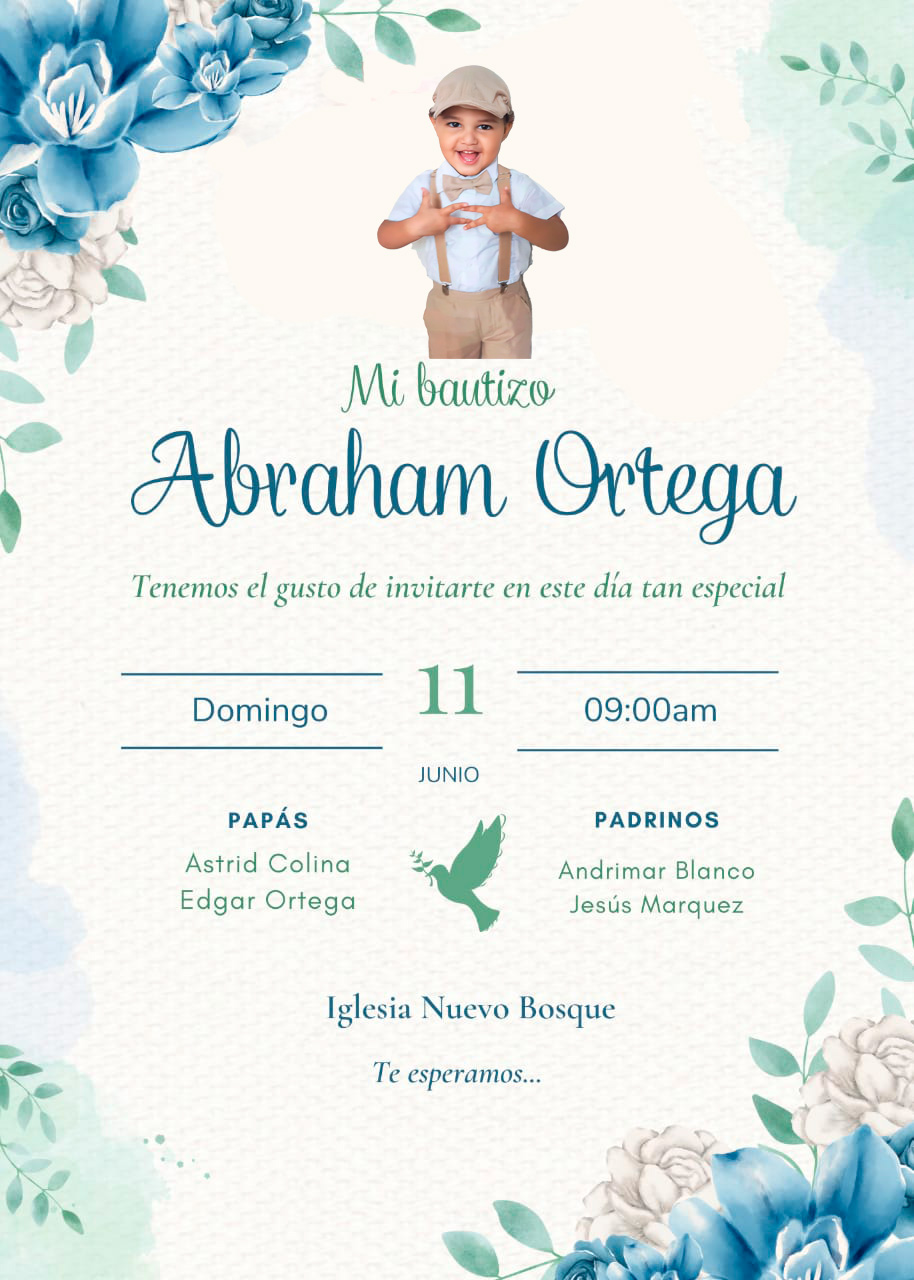 Mi bautizo
Abraham Ortega
Tenemos el gusto de invitarte en este día tan especial
Domingo
11
09:00am
JUNIO
PAPÁS
Astrid Colina
Edgar Ortega
PADRINOS
Andrimar Blanco
Jesús Marquez
Iglesia Nuevo Bosque
Te esperamos...